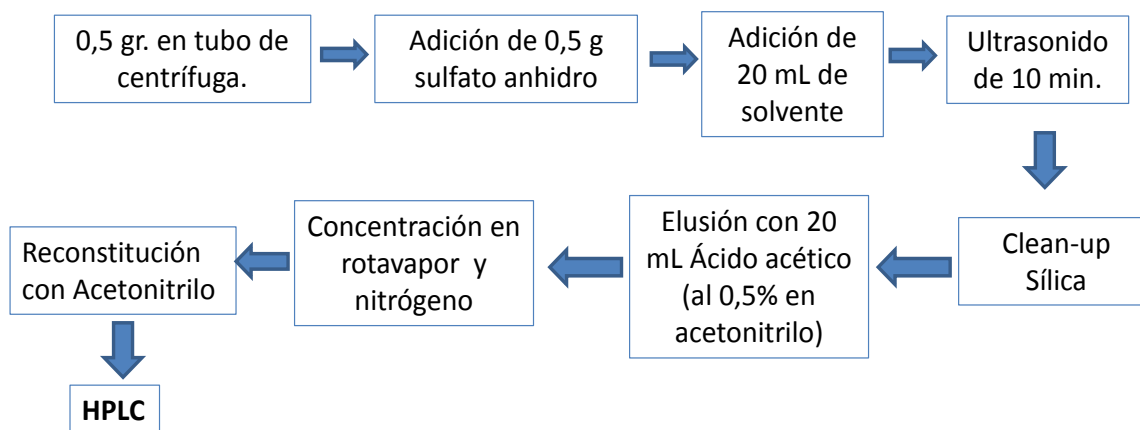 0,5 gr. en tubo de
centrífuga.
Adición de 0,5 g
sulfato anhidro
Adición de
20 mL de
solvente
Ultrasonido
de 10 min.
Clean-up
Sílica
Elusión con 20
mL Ácido acético
(al 0,5% en
acetonitrilo)
Concentración en
rotavapor y
nitrógeno
Reconstitución
con Acetonitrilo
HPLC